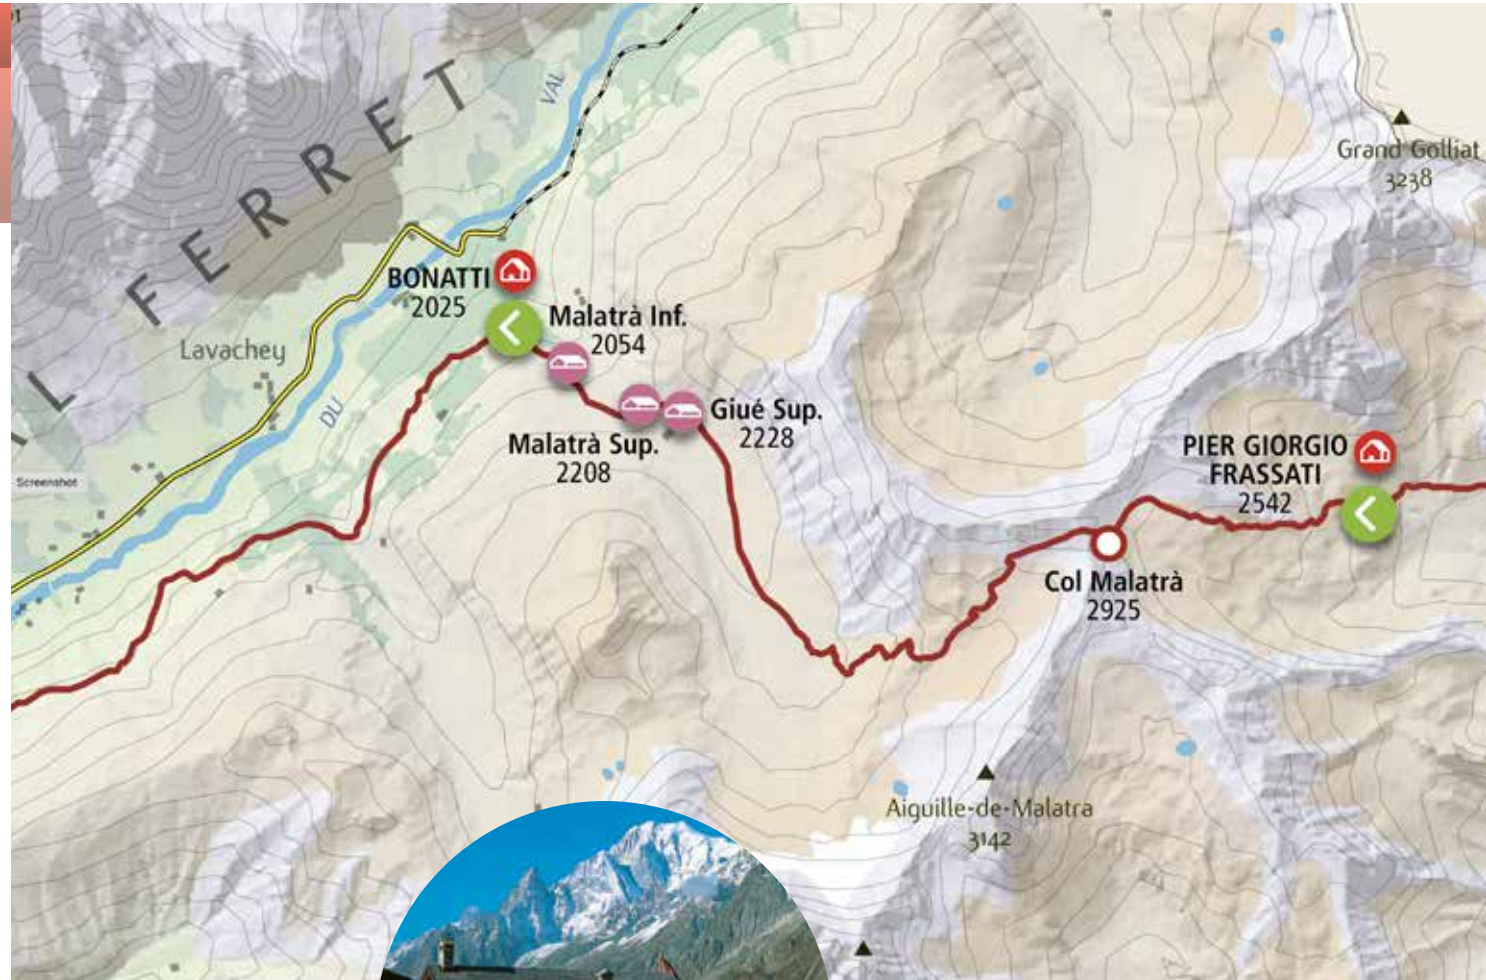 01
VAL
FERRET
Grand Golliat
3238
BONATTI
2025
Malatrà Inf.
2054
Lavachey
DU
Giué Sup.
2228
Malatrà Sup.
2208
PIER GIORGIO
FRASSATI
2542
Screenshot
Col Malatrà
2925
Aiguille-de-Malatra
3142